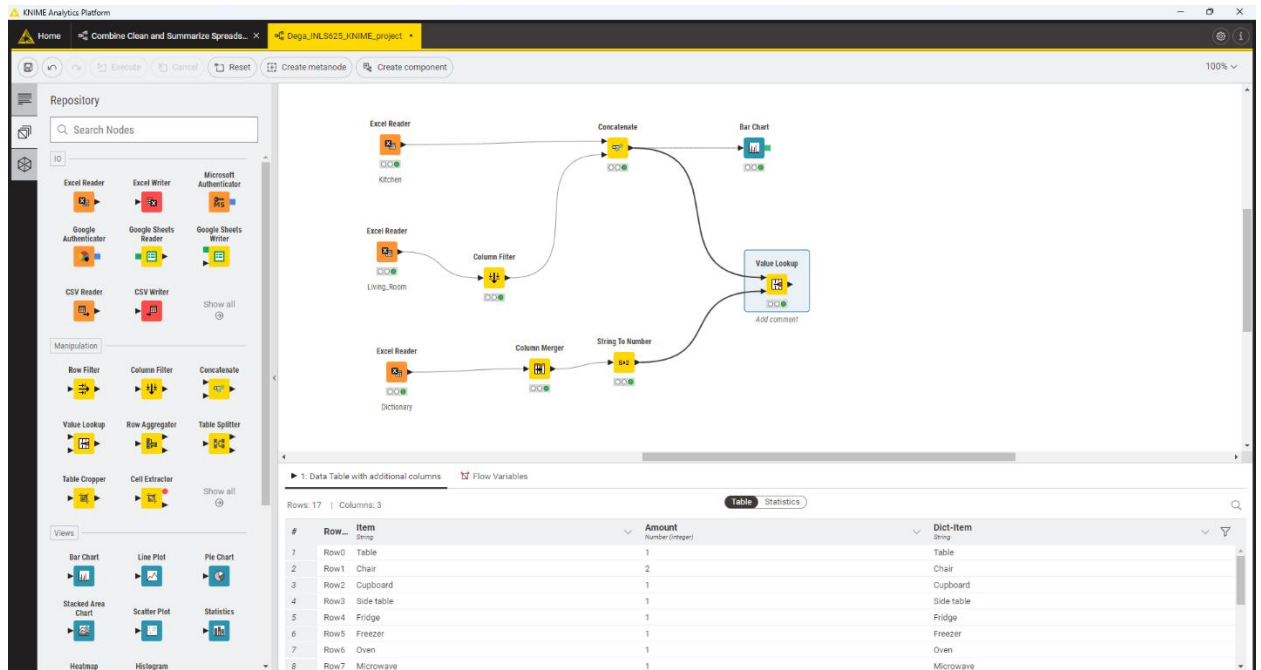 KNIME Analytics Platform
Home
Combine Clean and Summarize Spreads...
Dega_INLS625_KNIME_project
Execute
Cancel
Reset
Create metanode
Create component
100%
Repository
Search Nodes
IO
Excel Reader
Excel Writer
Microsoft Authenticator
Google Authenticator
Google Sheets Reader
Google Sheets Writer
CSV Reader
CSV Writer
Show all
Manipulation
Row Filter
Column Filter
Concatenate
Value Lookup
Row Aggregator
Table Splitter
Table Cropper
Cell Extractor
Show all
Views
Bar Chart
Line Plot
Pie Chart
Stacked Area Chart
Scatter Plot
Statistics
Heatmap
Histogram
Excel Reader
Kitchen
Concatenate
Bar Chart
Excel Reader
Living_Room
Column Filter
Value Lookup
Add comment
Excel Reader
Dictionary
Column Merger
String To Number
S▸2
1: Data Table with additional columns
Flow Variables
Rows: 17 | Columns: 3
Table
Statistics
# Row... Item String Amount Number (integer) Dict-Item String
1 Row0 Table 1 Table
2 Row1 Chair 2 Chair
3 Row2 Cupboard 1 Cupboard
4 Row3 Side table 1 Side table
5 Row4 Fridge 1 Fridge
6 Row5 Freezer 1 Freezer
7 Row6 Oven 1 Oven
8 Row7 Microwave 1 Microwave